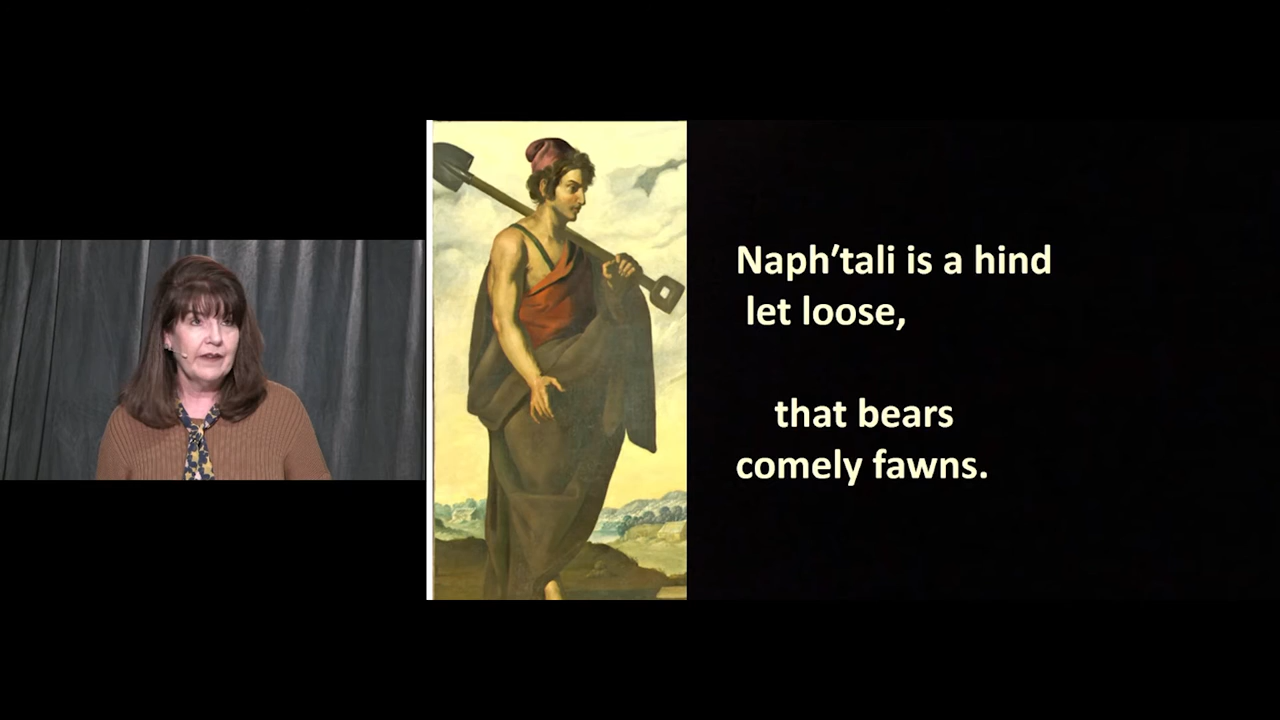 Naph’tali is a hind
let loose,
that bears
comely fawns.